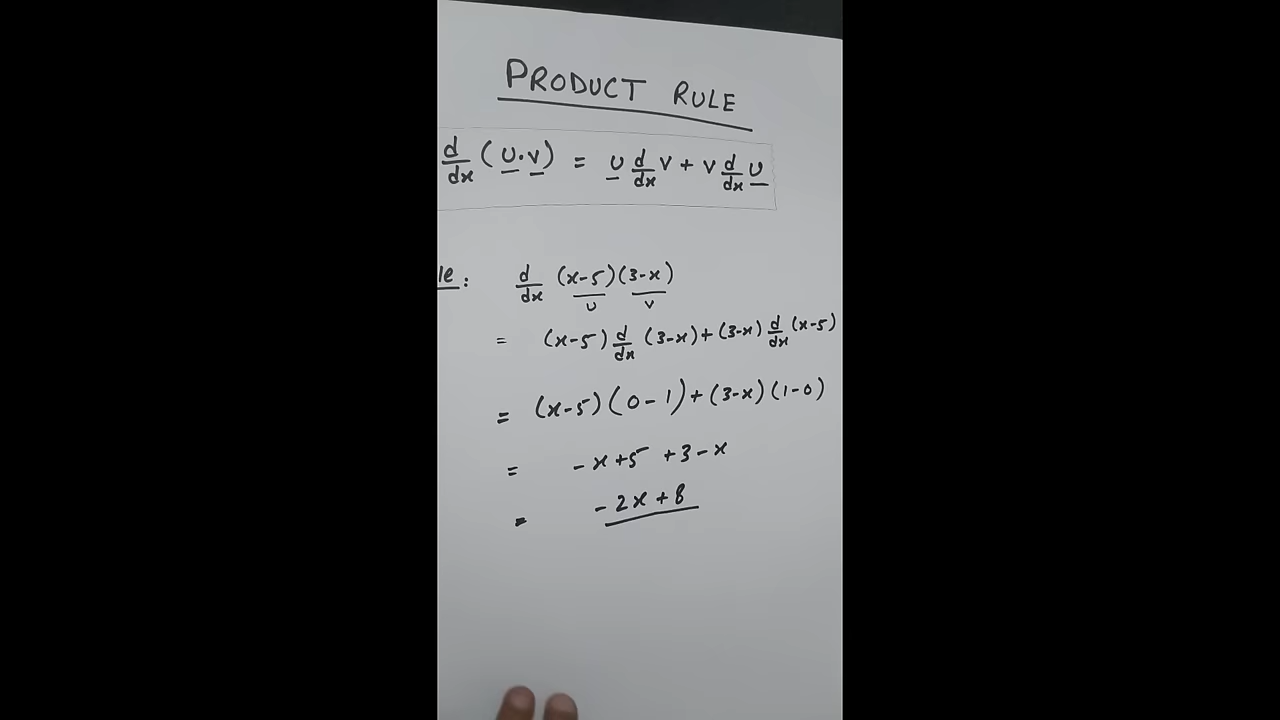 PRODUCT RULE
d/dx (U·V) = U d/dx V + V d/dx U
le: d/dx (x-5)(3-x)
U V
= (x-5) d/dx (3-x) + (3-x) d/dx (x-5)
= (x-5)(0-1) + (3-x)(1-0)
= -x+5 +3-x
= -2x+8